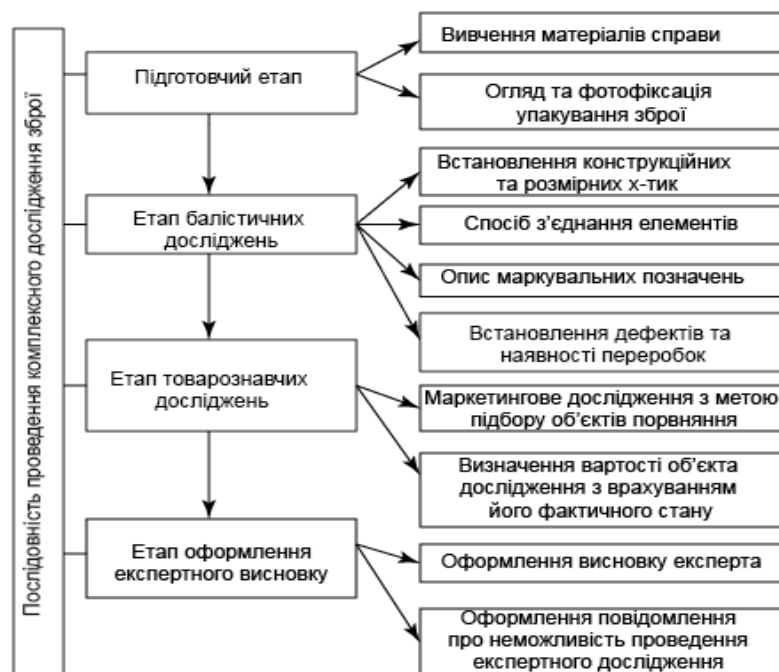 Послідовність проведення комплексного дослідження зброї
Підготовчий етап
Вивчення матеріалів справи
Огляд та фотофіксація
упакування зброї
Етап балістичних
досліджень
Встановлення конструкційних
та розмірних х-тик
Спосіб з’єднання елементів
Опис маркувальних позначень
Встановлення дефектів та
наявності переробок
Етап товарознавчих
досліджень
Маркетингове дослідження з метою
підбору об’єктів порвняння
Визначення вартості об’єкта
дослідження з врахуванням
його фактичного стану
Етап оформлення
експертного висновку
Оформлення висновку експерта
Оформлення повідомлення
про неможливість проведення
експертного дослідження